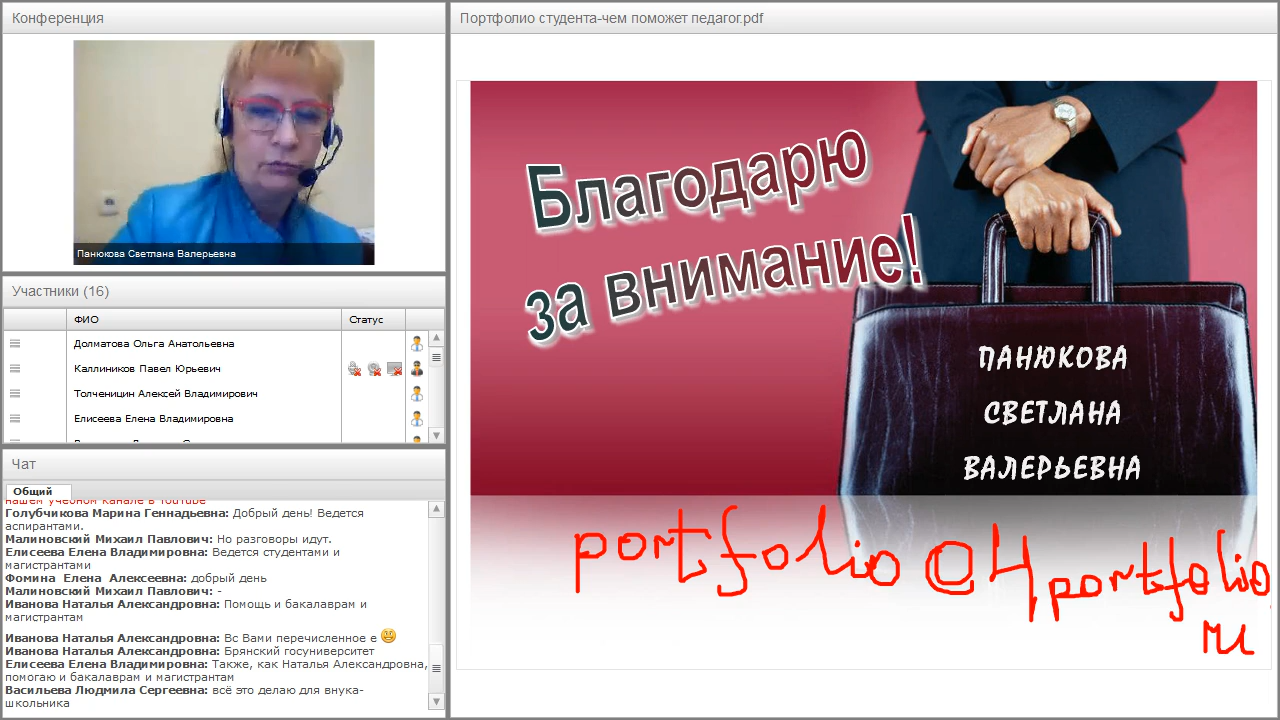 Конференция
Панюкова Светлана Валерьевна
Участники (16)
ФИО
Статус
Долматова Ольга Анатольевна
Каллиников Павел Юрьевич
Толченицин Алексей Владимирович
Елисеева Елена Владимировна
Чат
Общий
нашем учебном канале в Youtube
Голубчикова Марина Геннадьевна: Добрый день! Ведется
аспирантами.
Малиновский Михаил Павлович: Но разговоры идут.
Елисеева Елена Владимировна: Ведется студентами и
магистрантами
Фомина Елена Алексеевна: добрый день
Малиновский Михаил Павлович: -
Иванова Наталья Александровна: Помощь и бакалаврам и
магистрантам
Иванова Наталья Александровна: Вс Вами перечисленное е
Иванова Наталья Александровна: Брянский госуниверситет
Елисеева Елена Владимировна: Также, как Наталья Александровна,
помогаю и бакалаврам и магистрантам
Васильева Людмила Сергеевна: всё это делаю для внука-
школьника
Портфолио студента-чем поможет педагог.pdf
Благодарю
за внимание!
ПАНЮКОВА
СВЕТЛАНА
ВАЛЕРЬЕВНА
portfolio@4portfolio
ru